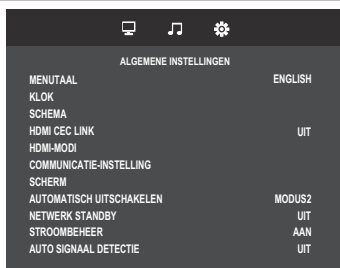 ALGEMENE INSTELLINGEN
MENUTAAL ENGLISH
KLOK
SCHEMA
HDMI CEC LINK UIT
HDMI-MODI
COMMUNICATIE-INSTELLING
SCHERM
AUTOMATISCH UITSCHAKELEN MODUS2
NETWERK STANDBY UIT
STROOMBEHEER AAN
AUTO SIGNAAL DETECTIE UIT